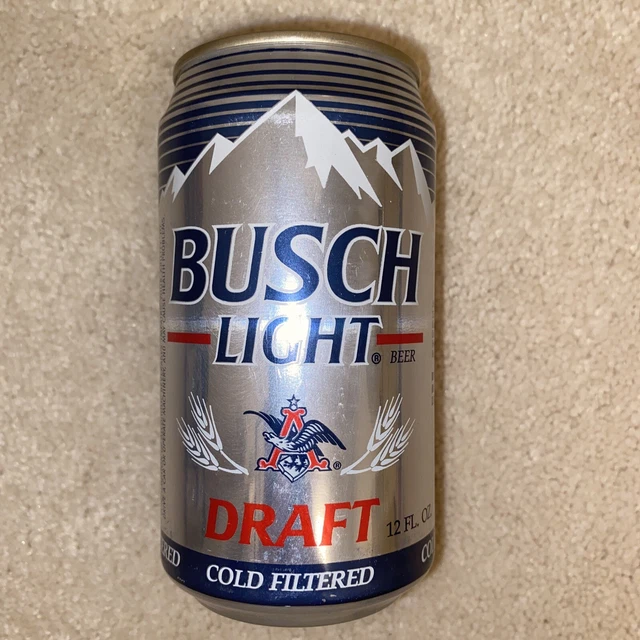 BUSCH
LIGHT® BEER
A ®
DRAFT
12 FL. OZ.
COLD FILTERED